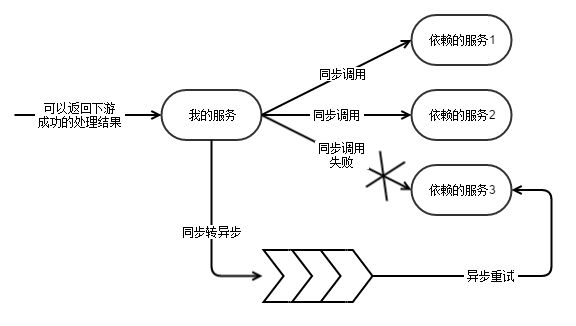 依赖的服务1
同步调用
可以返回下游
成功的处理结果
我的服务
同步调用
依赖的服务2
同步调用
失败
依赖的服务3
同步转异步
异步重试